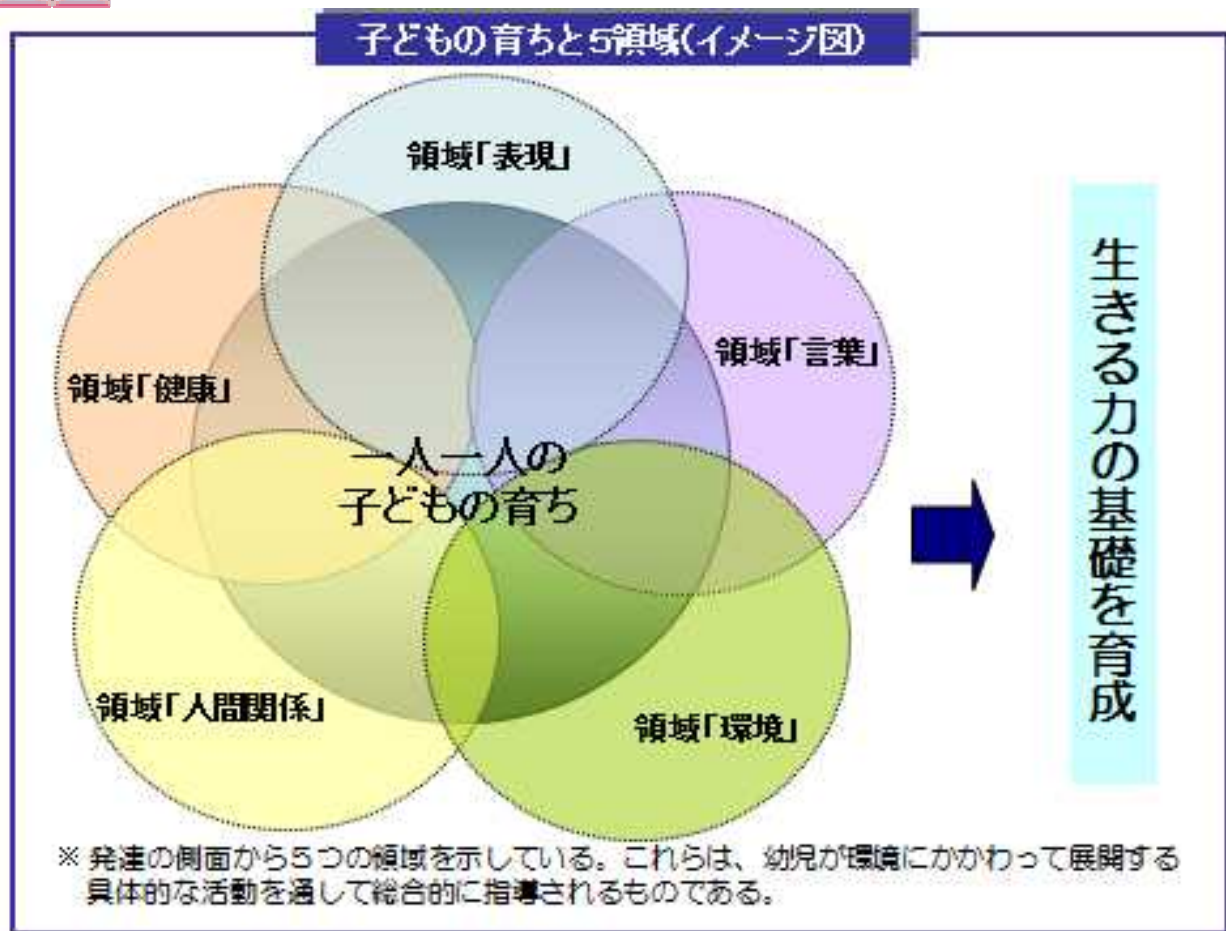 子どもの育ちと5領域(イメージ図)
領域「表現」
領域「言葉」
領域「健康」
一人一人の
子どもの育ち
領域「人間関係」
領域「環境」
生きる力の基礎を育成
※ 発達の側面から５つの領域を示している。これらは、幼児が環境にかかわって展開する
具体的な活動を通して総合的に指導されるものである。